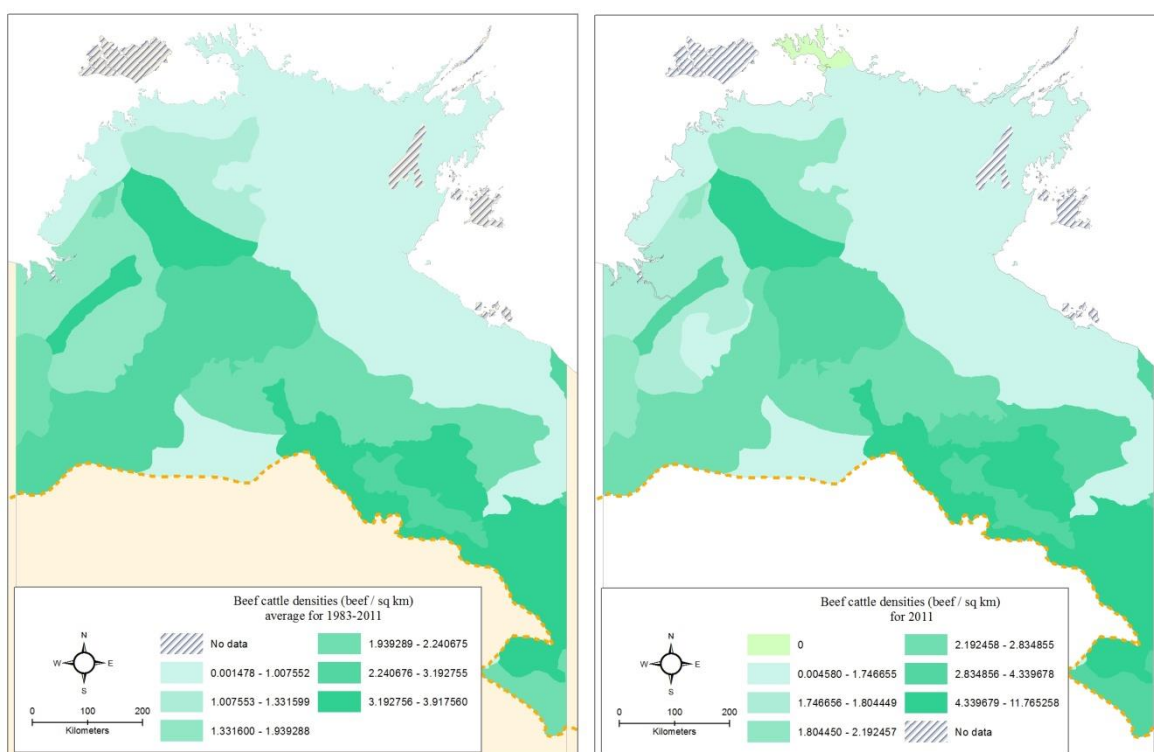 Beef cattle densities (beef / sq km)
average for 1983-2011
N
W E
S
0 100 200
Kilometers
No data
0.001478 - 1.007552
1.007553 - 1.331599
1.331600 - 1.939288
1.939289 - 2.240675
2.240676 - 3.192755
3.192756 - 3.917560
Beef cattle densities (beef / sq km)
for 2011
N
W E
S
0 100 200
Kilometers
0
0.004580 - 1.746655
1.746656 - 1.804449
1.804450 - 2.192457
2.192458 - 2.834855
2.834856 - 4.339678
4.339679 - 11.765258
No data